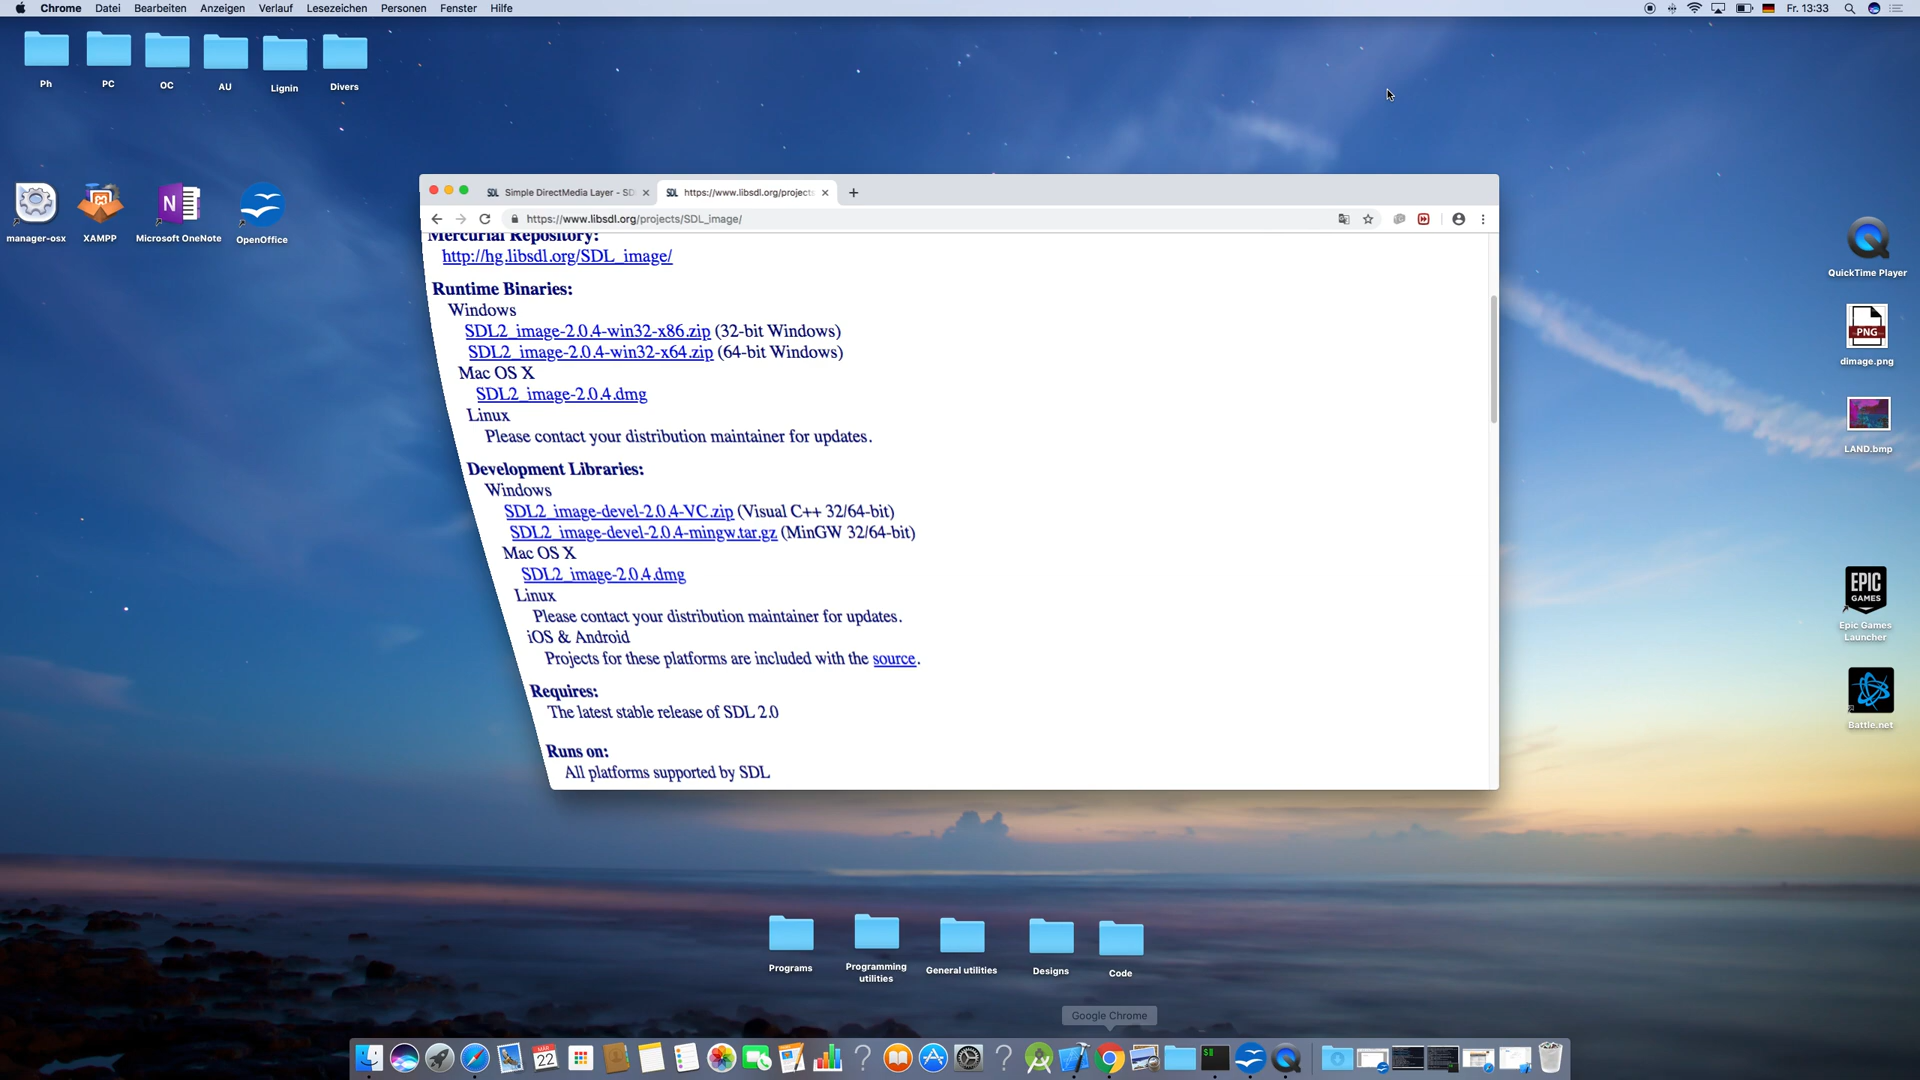 Chrome Datei Bearbeiten Anzeigen Verlauf Lesezeichen Personen Fenster Hilfe Fr. 13:33
Ph PC OC AU Lignin Divers
manager-osx XAMPP Microsoft OneNote OpenOffice
Simple DirectMedia Layer - SD
https://www.libsdl.org/project
https://www.libsdl.org/projects/SDL_image/
Mercurial Repository:
http://hg.libsdl.org/SDL_image/
Runtime Binaries:
Windows
SDL2_image-2.0.4-win32-x86.zip (32-bit Windows)
SDL2_image-2.0.4-win32-x64.zip (64-bit Windows)
Mac OS X
SDL2_image-2.0.4.dmg
Linux
Please contact your distribution maintainer for updates.
Development Libraries:
Windows
SDL2_image-devel-2.0.4-VC.zip (Visual C++ 32/64-bit)
SDL2_image-devel-2.0.4-mingw.tar.gz (MinGW 32/64-bit)
Mac OS X
SDL2_image-2.0.4.dmg
Linux
Please contact your distribution maintainer for updates.
iOS & Android
Projects for these platforms are included with the source.
Requires:
The latest stable release of SDL 2.0
Runs on:
All platforms supported by SDL
QuickTime Player
PNG
dimage.png
LAND.bmp
EPIC
GAMES
Epic Games
Launcher
Battle.net
Programs
Programming
utilities
General utilities
Designs
Code
Google Chrome
22